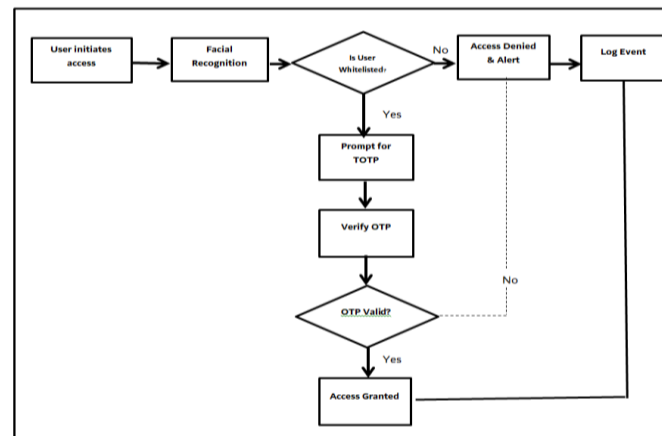 User initiates
access
Facial
Recognition
Is User
Whitelisted?
No
Access Denied
& Alert
Log Event
Yes
Prompt for
TOTP
Verify OTP
No
OTP Valid?
Yes
Access Granted